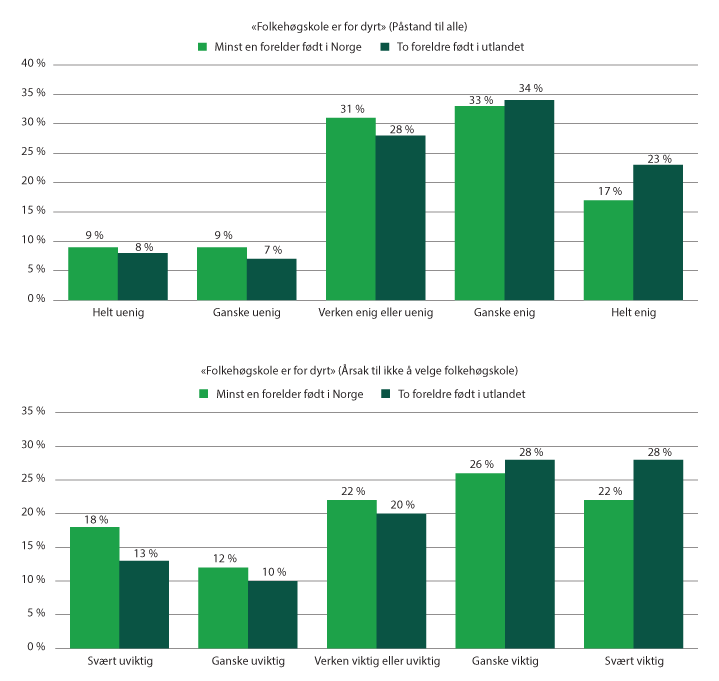 «Folkehøgskole er for dyrt» (Påstand til alle)
Minst en forelder født i Norge To foreldre født i utlandet
40 %
35 %
30 %
25 %
20 %
15 %
10 %
5 %
0 %
9 % 8 % 9 % 7 % 31 % 28 % 33 % 34 % 17 % 23 %
Helt uenig Ganske uenig Verken enig eller uenig Ganske enig Helt enig
«Folkehøgskole er for dyrt» (Årsak til ikke å velge folkehøgskole)
Minst en forelder født i Norge To foreldre født i utlandet
35 %
30 %
25 %
20 %
15 %
10 %
5 %
0 %
18 % 13 % 12 % 10 % 22 % 20 % 26 % 28 % 22 % 28 %
Svært uviktig Ganske uviktig Verken viktig eller uviktig Ganske viktig Svært viktig